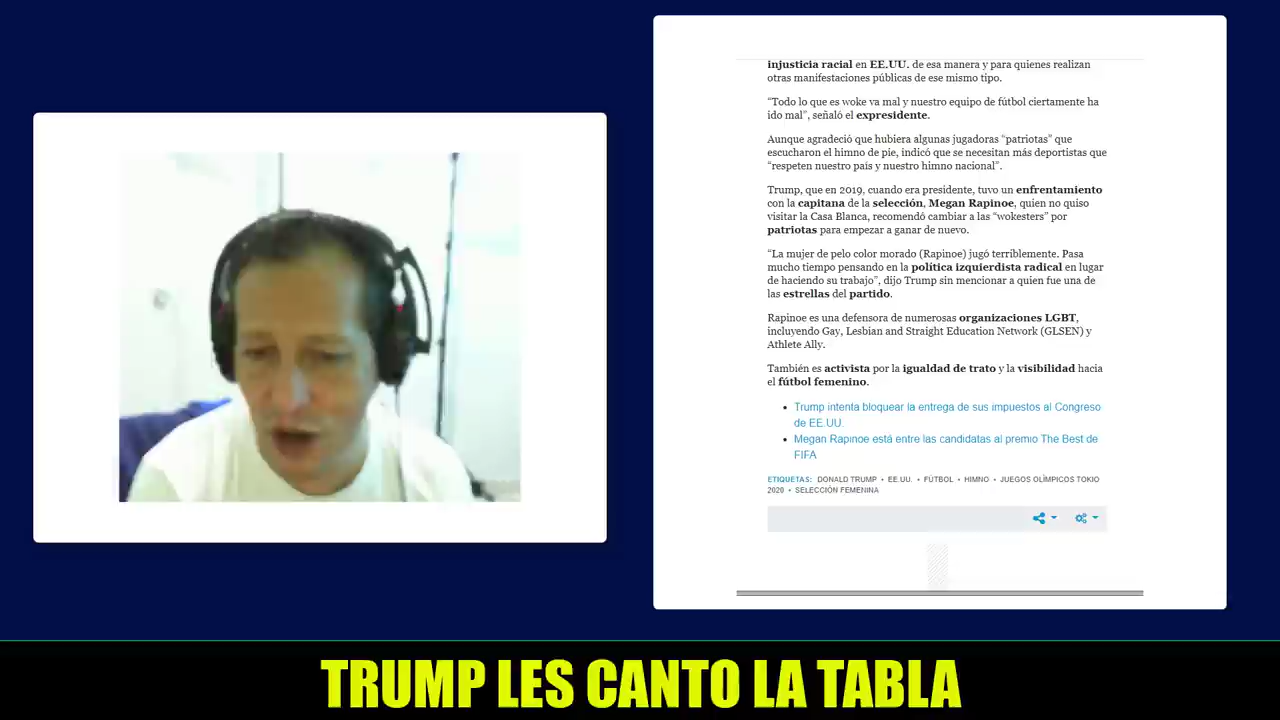 injusticia racial en EE.UU. de esa manera y para quienes realizan
otras manifestaciones públicas de ese mismo tipo.
“Todo lo que es woke va mal y nuestro equipo de fútbol ciertamente ha
ido mal”, señaló el expresidente.
Aunque agradeció que hubiera algunas jugadoras “patriotas” que
escucharon el himno de pie, indicó que se necesitan más deportistas que
“respeten nuestro país y nuestro himno nacional”.
Trump, que en 2019, cuando era presidente, tuvo un enfrentamiento
con la capitana de la selección, Megan Rapinoe, quien no quiso
visitar la Casa Blanca, recomendó cambiar a las “wokesters” por
patriotas para empezar a ganar de nuevo.
“La mujer de pelo color morado (Rapinoe) jugó terriblemente. Pasa
mucho tiempo pensando en la política izquierdista radical en lugar
de haciendo su trabajo”, dijo Trump sin mencionar a quien fue una de
las estrellas del partido.
Rapinoe es una defensora de numerosas organizaciones LGBT,
incluyendo Gay, Lesbian and Straight Education Network (GLSEN) y
Athlete Ally.
También es activista por la igualdad de trato y la visibilidad hacia
el fútbol femenino.
• Trump intenta bloquear la entrega de sus impuestos al Congreso
de EE.UU.
• Megan Rapinoe está entre las candidatas al premio The Best de
FIFA
ETIQUETAS: DONALD TRUMP • EE.UU. • FÚTBOL • HIMNO • JUEGOS OLÍMPICOS TOKIO
2020 • SELECCIÓN FEMENINA
TRUMP LES CANTO LA TABLA